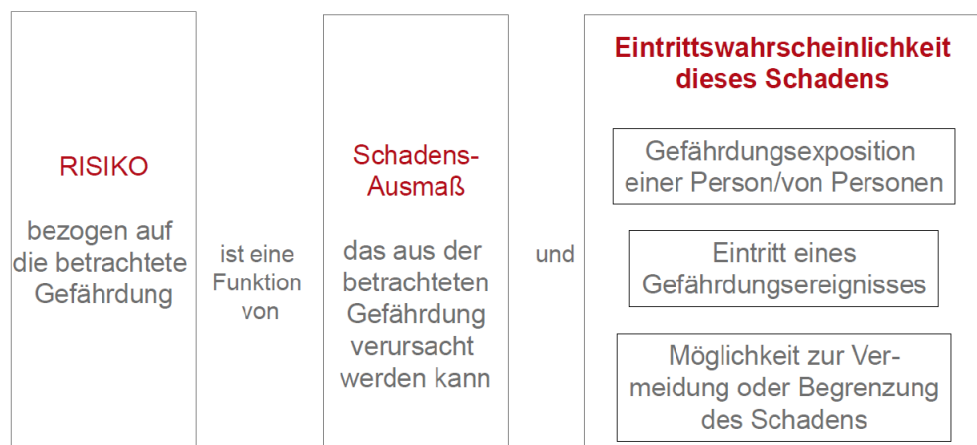 RISIKO
bezogen auf
die betrachtete
Gefährdung
ist eine
Funktion
von
Schadens-
Ausmaß
das aus der
betrachteten
Gefährdung
verursacht
werden kann
und
Eintrittswahrscheinlichkeit
dieses Schadens
Gefährdungsexposition
einer Person/von Personen
Eintritt eines
Gefährdungsereignisses
Möglichkeit zur Ver-
meidung oder Begrenzung
des Schadens